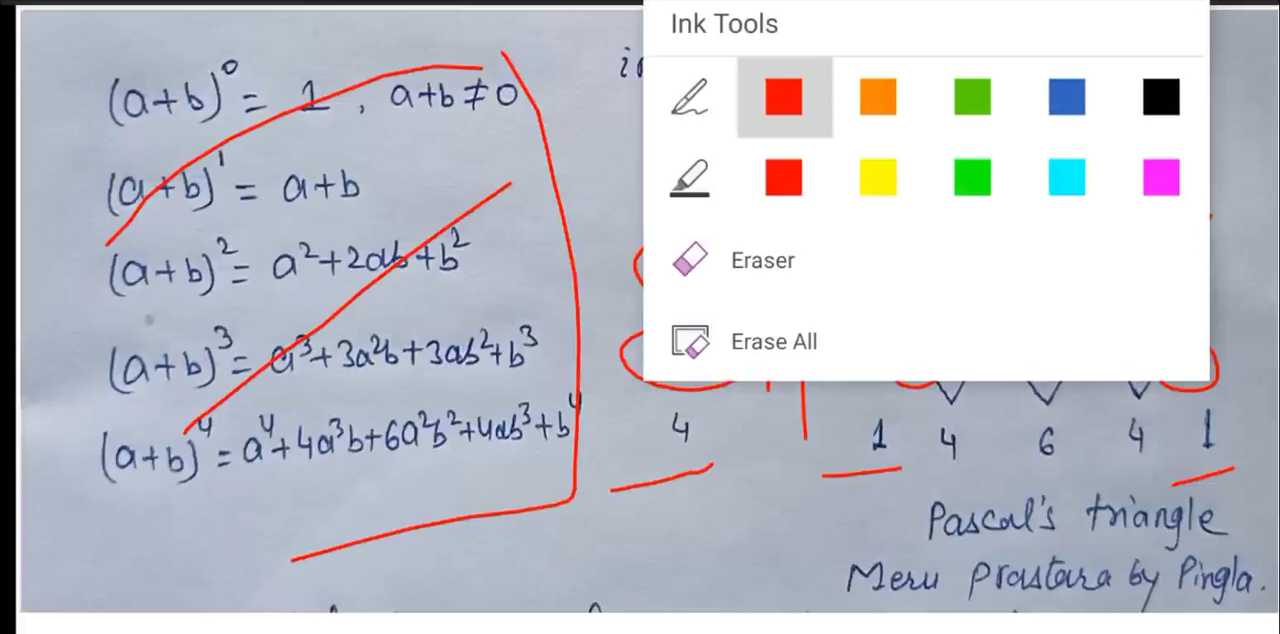 (a+b)⁰ = 1 , a+b ≠ 0
(a+b)¹ = a+b
(a+b)² = a²+2ab+b²
(a+b)³ = a³+3a²b+3ab²+b³
(a+b)⁴ = a⁴+4a³b+6a²b²+4ab³+b⁴
Ink Tools
Eraser
Erase All
4 1 4 6 4 1
Pascal's triangle
Meru Prastara by Pingla.